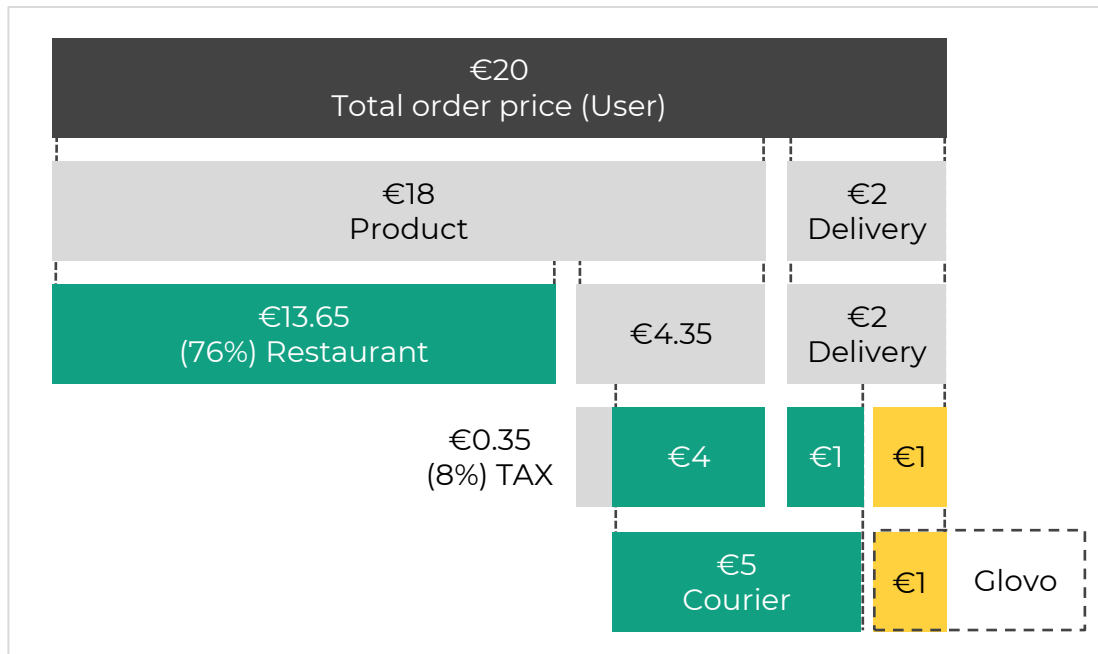 €20
Total order price (User)
€18
Product
€2
Delivery
€13.65
(76%) Restaurant
€4.35
€2
Delivery
€0.35
(8%) TAX
€4
€1
€1
€5
Courier
€1
Glovo